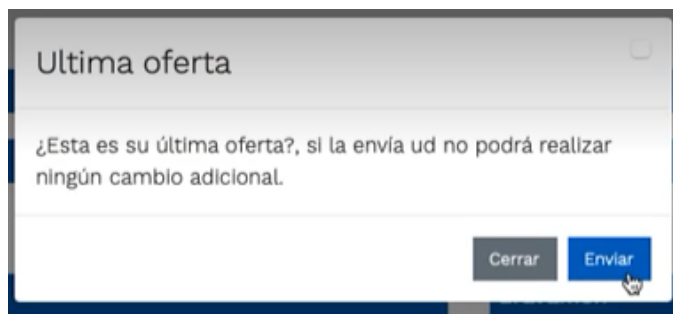 Ultima oferta
¿Esta es su última oferta?, si la envía ud no podrá realizar
ningún cambio adicional.
Cerrar Enviar